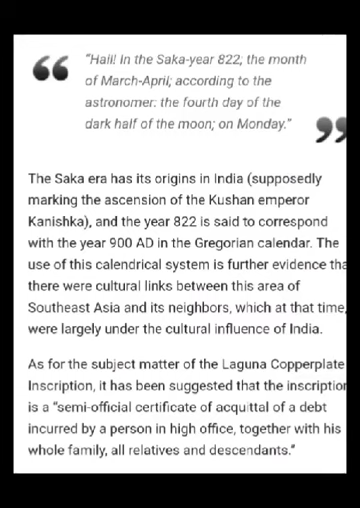 “Hail! In the Saka-year 822; the month
of March-April; according to the
astronomer: the fourth day of the
dark half of the moon; on Monday.”
The Saka era has its origins in India (supposedly
marking the ascension of the Kushan emperor
Kanishka), and the year 822 is said to correspond
with the year 900 AD in the Gregorian calendar. The
use of this calendrical system is further evidence tha
there were cultural links between this area of
Southeast Asia and its neighbors, which at that time,
were largely under the cultural influence of India.
As for the subject matter of the Laguna Copperplate
Inscription, it has been suggested that the inscription
is a “semi-official certificate of acquittal of a debt
incurred by a person in high office, together with his
whole family, all relatives and descendants.”